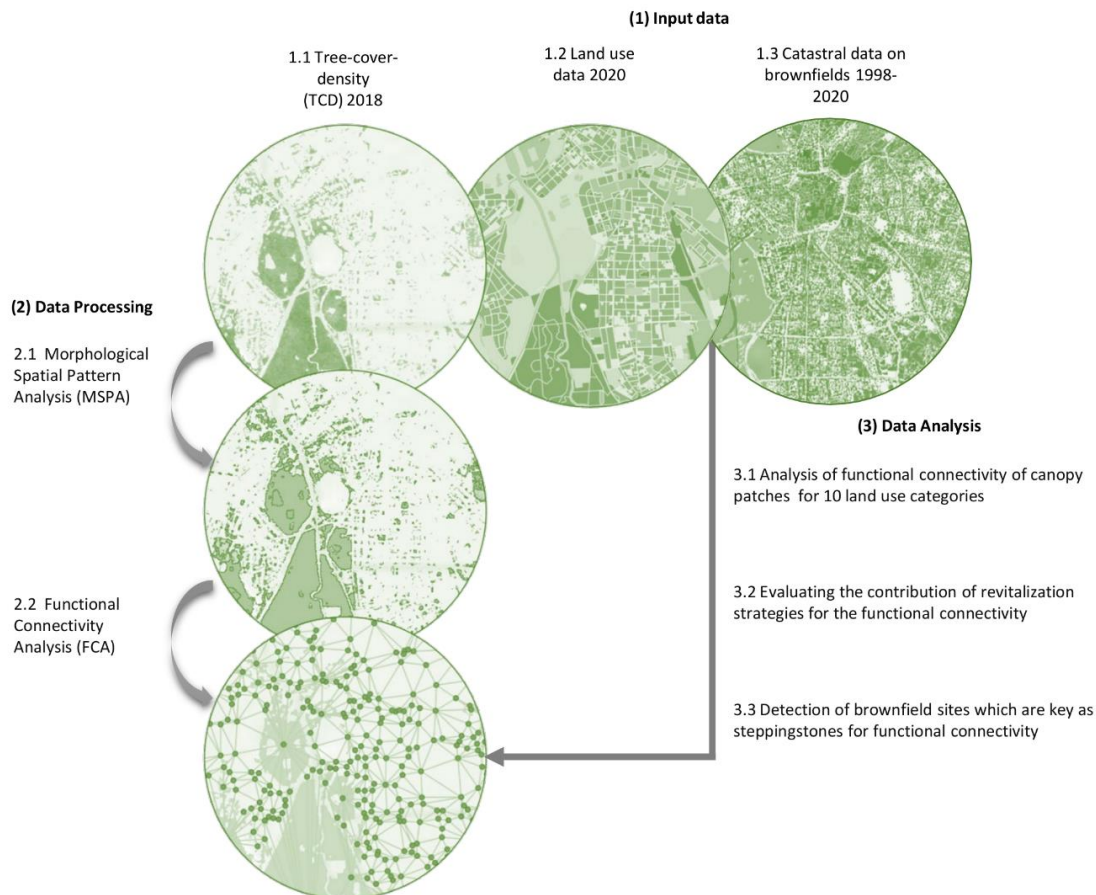 (1) Input data
1.1 Tree-cover-
density
(TCD) 2018
1.2 Land use
data 2020
1.3 Catastral data on
brownfields 1998-
2020
(2) Data Processing
2.1 Morphological
Spatial Pattern
Analysis (MSPA)
2.2 Functional
Connectivity
Analysis (FCA)
(3) Data Analysis
3.1 Analysis of functional connectivity of canopy
patches for 10 land use categories
3.2 Evaluating the contribution of revitalization
strategies for the functional connectivity
3.3 Detection of brownfield sites which are key as
steppingstones for functional connectivity